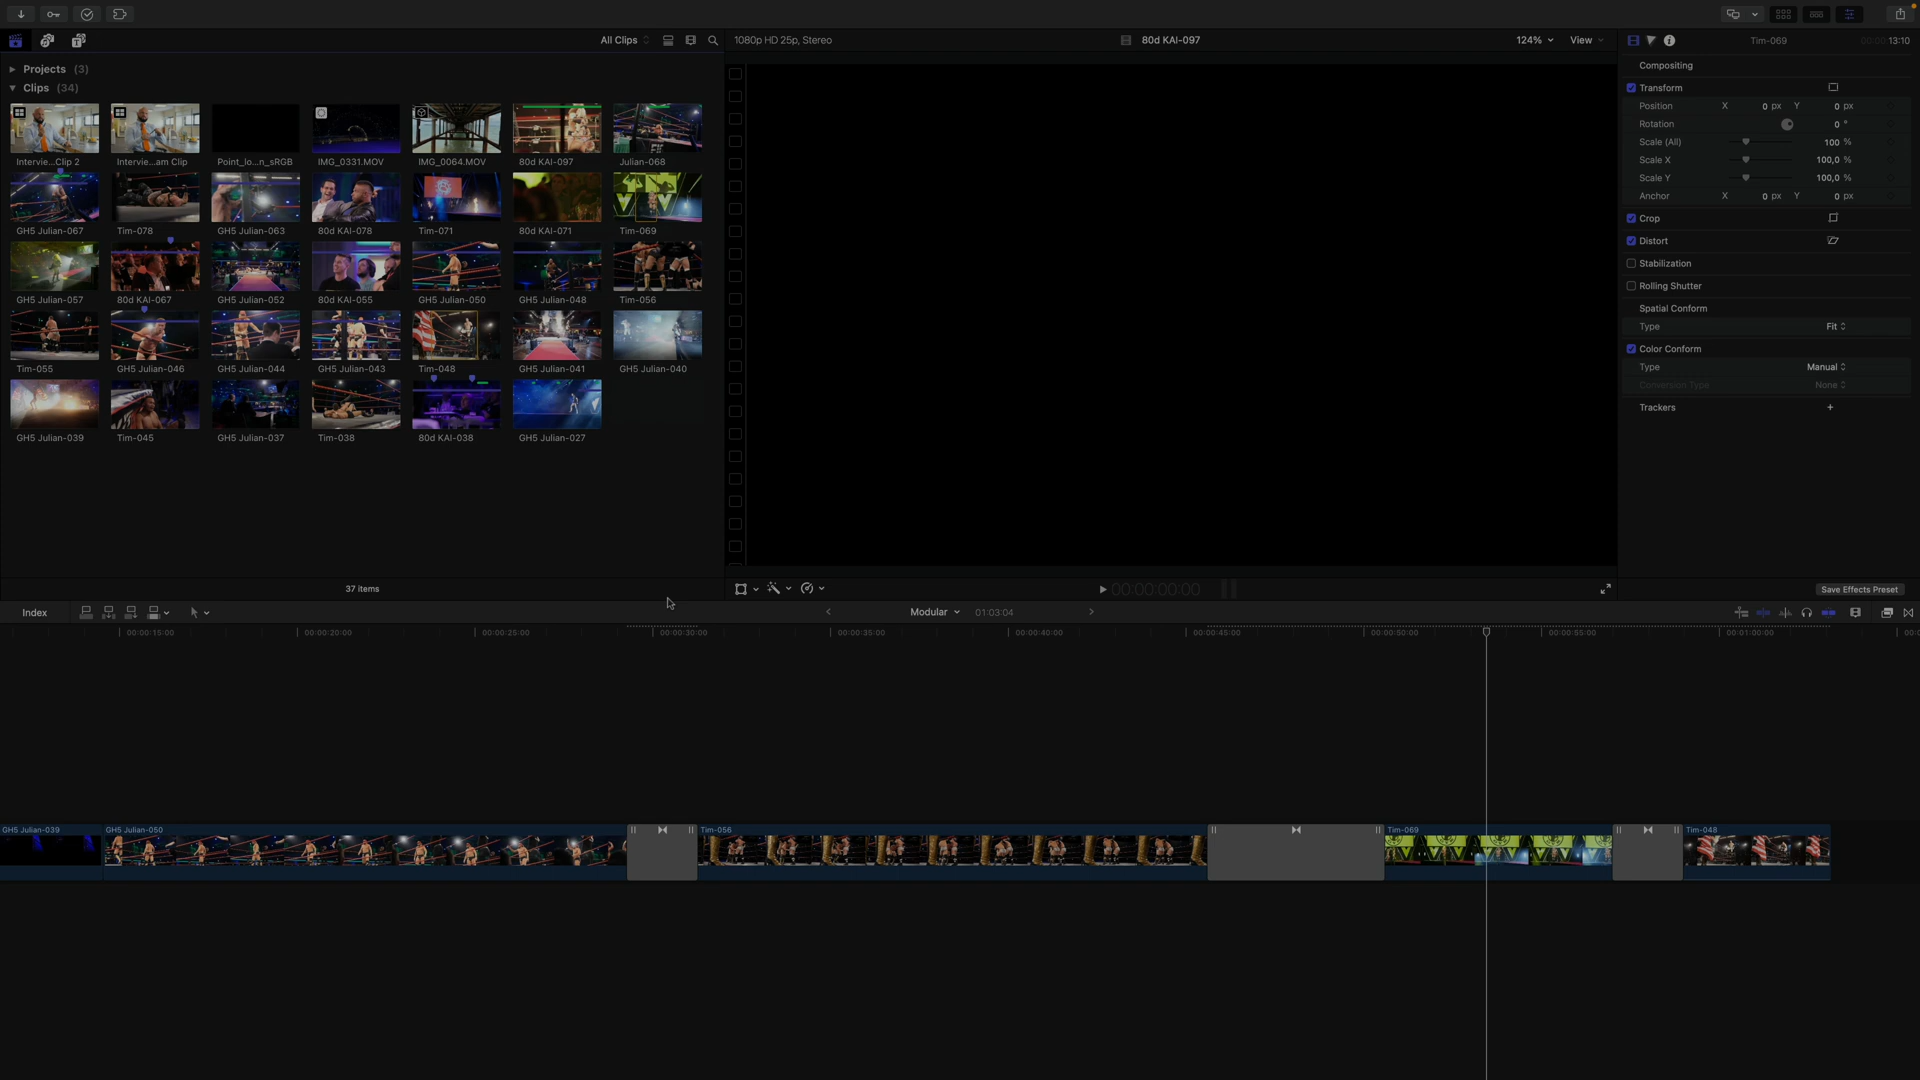 All Clips
1080p HD 25p, Stereo
80d KAI-097
124%
View
Tim-069
00:00:13:10
Projects (3)
Clips (34)
Intervie...Clip 2
Intervie...am Clip
Point_lo...n_sRGB
IMG_0331.MOV
IMG_0064.MOV
80d KAI-097
Julian-068
GH5 Julian-067
Tim-078
GH5 Julian-063
80d KAI-078
Tim-071
80d KAI-071
Tim-069
GH5 Julian-057
80d KAI-067
GH5 Julian-052
80d KAI-055
GH5 Julian-050
GH5 Julian-048
Tim-056
Tim-055
GH5 Julian-046
GH5 Julian-044
GH5 Julian-043
Tim-048
GH5 Julian-041
GH5 Julian-040
GH5 Julian-039
Tim-045
GH5 Julian-037
Tim-038
80d KAI-038
GH5 Julian-027
37 items
Compositing
Transform
Position X 0 px Y 0 px
Rotation 0 °
Scale (All) 100 %
Scale X 100,0 %
Scale Y 100,0 %
Anchor X 0 px Y 0 px
Crop
Distort
Stabilization
Rolling Shutter
Spatial Conform
Type Fit
Color Conform
Type Manual
Conversion Type None
Trackers +
00:00:00:00
Save Effects Preset
Index
Modular
01:03:04
00:00:15:00
00:00:20:00
00:00:25:00
00:00:30:00
00:00:35:00
00:00:40:00
00:00:45:00
00:00:50:00
00:00:55:00
00:01:00:00
GH5 Julian-039
GH5 Julian-050
Tim-056
Tim-069
Tim-048